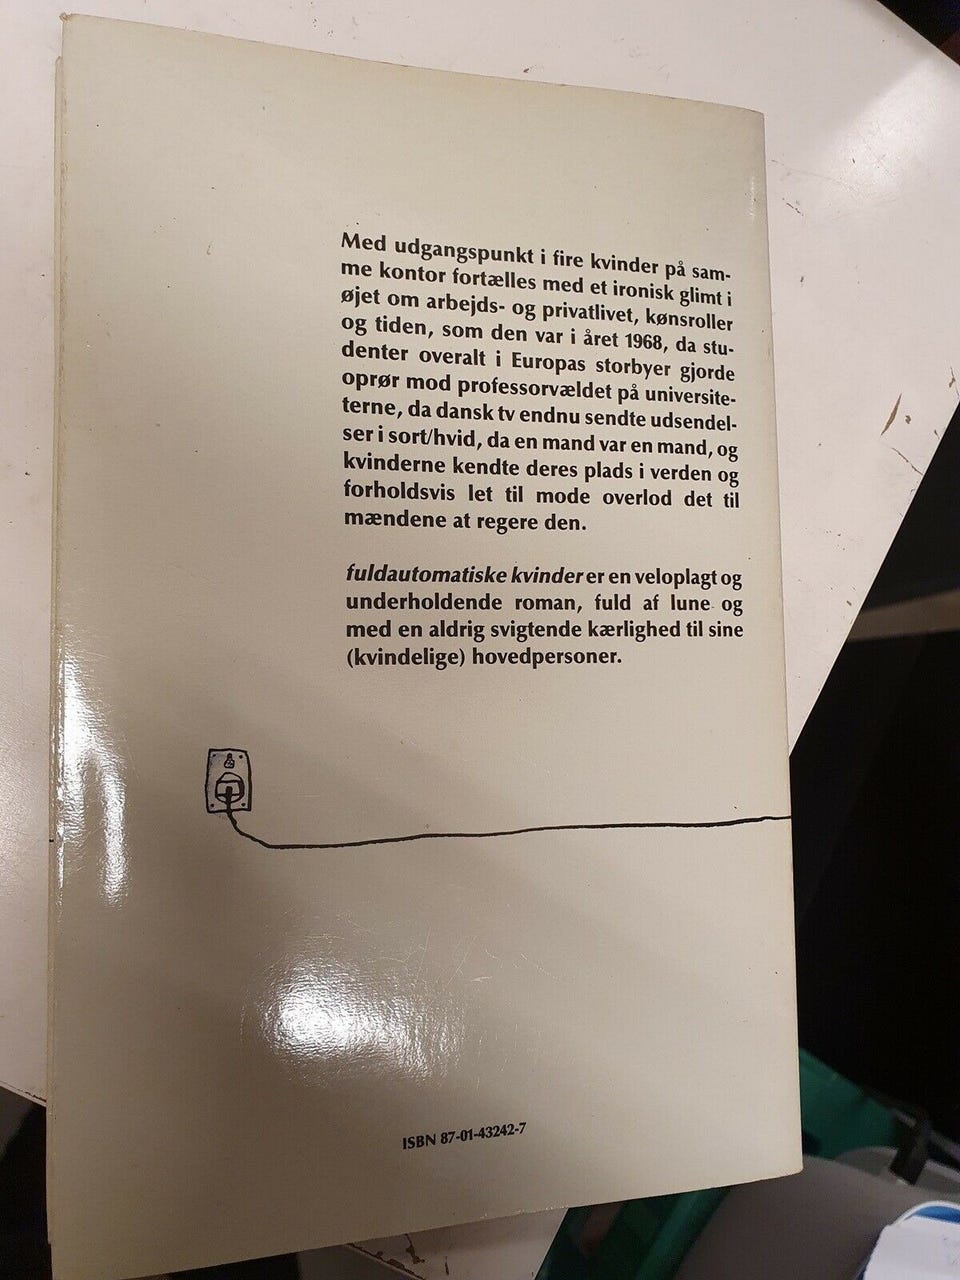 Med udgangspunkt i fire kvinder på sam-
me kontor fortælles med et ironisk glimt i
øjet om arbejds- og privatlivet, kønsroller
og tiden, som den var i året 1968, da stu-
denter overalt i Europas storbyer gjorde
oprør mod professorvældet på universite-
terne, da dansk tv endnu sendte udsendel-
ser i sort/hvid, da en mand var en mand, og
kvinderne kendte deres plads i verden og
forholdsvis let til mode overlod det til
mændene at regere den.
fuldautomatiske kvinder er en veloplagt og
underholdende roman, fuld af lune og
med en aldrig svigtende kærlighed til sine
(kvindelige) hovedpersoner.
ISBN 87-01-43242-7